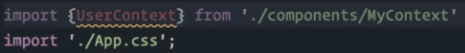 import {UserContext} from './components/MyContext'
import './App.css';